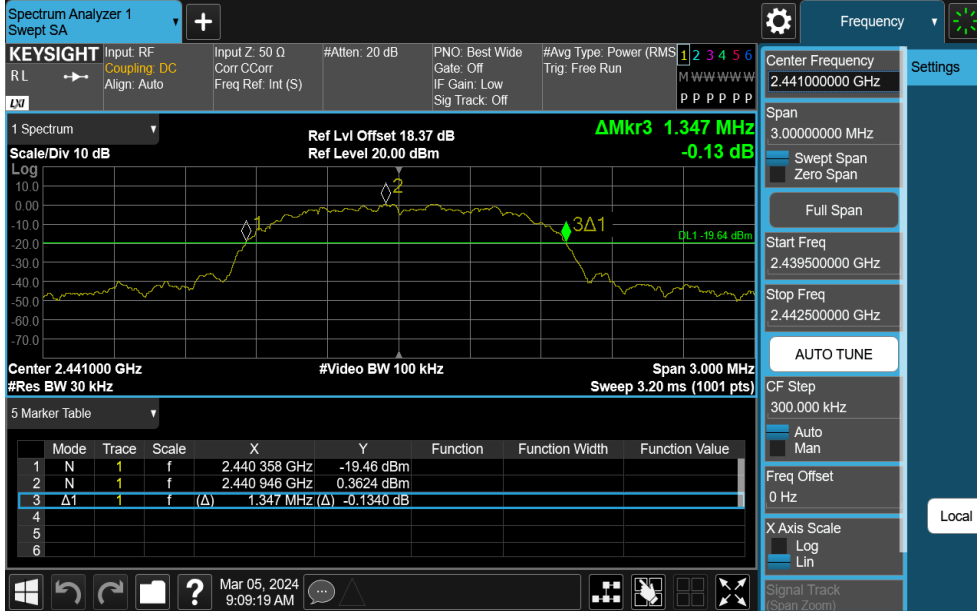 Spectrum Analyzer 1
Swept SA
+
Frequency
KEYSIGHT
RL
LXI
Input: RF
Coupling: DC
Align: Auto
Input Z: 50 Ω
Corr CCorr
Freq Ref: Int (S)
#Atten: 20 dB
PNO: Best Wide
Gate: Off
IF Gain: Low
Sig Track: Off
#Avg Type: Power (RMS
Trig: Free Run
1 2 3 4 5 6
M W W W W W
P P P P P P
1 Spectrum
Scale/Div 10 dB
Ref Lvl Offset 18.37 dB
Ref Level 20.00 dBm
ΔMkr3 1.347 MHz
-0.13 dB
Log
10.0
0.00
-10.0
-20.0
-30.0
-40.0
-50.0
-60.0
-70.0
1
2
3Δ1
DL1 -19.64 dBm
Center 2.441000 GHz
#Video BW 100 kHz
Span 3.000 MHz
#Res BW 30 kHz
Sweep 3.20 ms (1001 pts)
5 Marker Table
Mode Trace Scale X Y Function Function Width Function Value
1 N 1 f 2.440 358 GHz -19.46 dBm
2 N 1 f 2.440 946 GHz 0.3624 dBm
3 Δ1 1 f (Δ) 1.347 MHz (Δ) -0.1340 dB
4
5
6
?
Mar 05, 2024
9:09:19 AM
Center Frequency
2.441000000 GHz
Span
3.00000000 MHz
Swept Span
Zero Span
Full Span
Start Freq
2.439500000 GHz
Stop Freq
2.442500000 GHz
AUTO TUNE
CF Step
300.000 kHz
Auto
Man
Freq Offset
0 Hz
X Axis Scale
Log
Lin
Signal Track
(Span Zoom)
Settings
Local